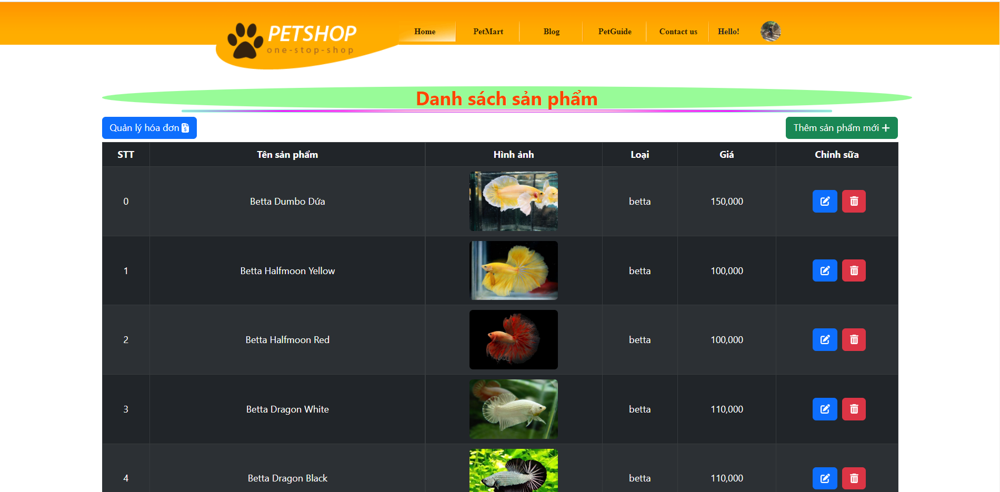 PETSHOP
one-stop-shop
Home PetMart Blog PetGuide Contact us Hello!
Danh sách sản phẩm
Quản lý hóa đơn Thêm sản phẩm mới
STT Tên sản phẩm Hình ảnh Loại Giá Chỉnh sữa
0 Betta Dumbo Dứa betta 150,000
1 Betta Halfmoon Yellow betta 100,000
2 Betta Halfmoon Red betta 100,000
3 Betta Dragon White betta 110,000
4 Betta Dragon Black betta 110,000